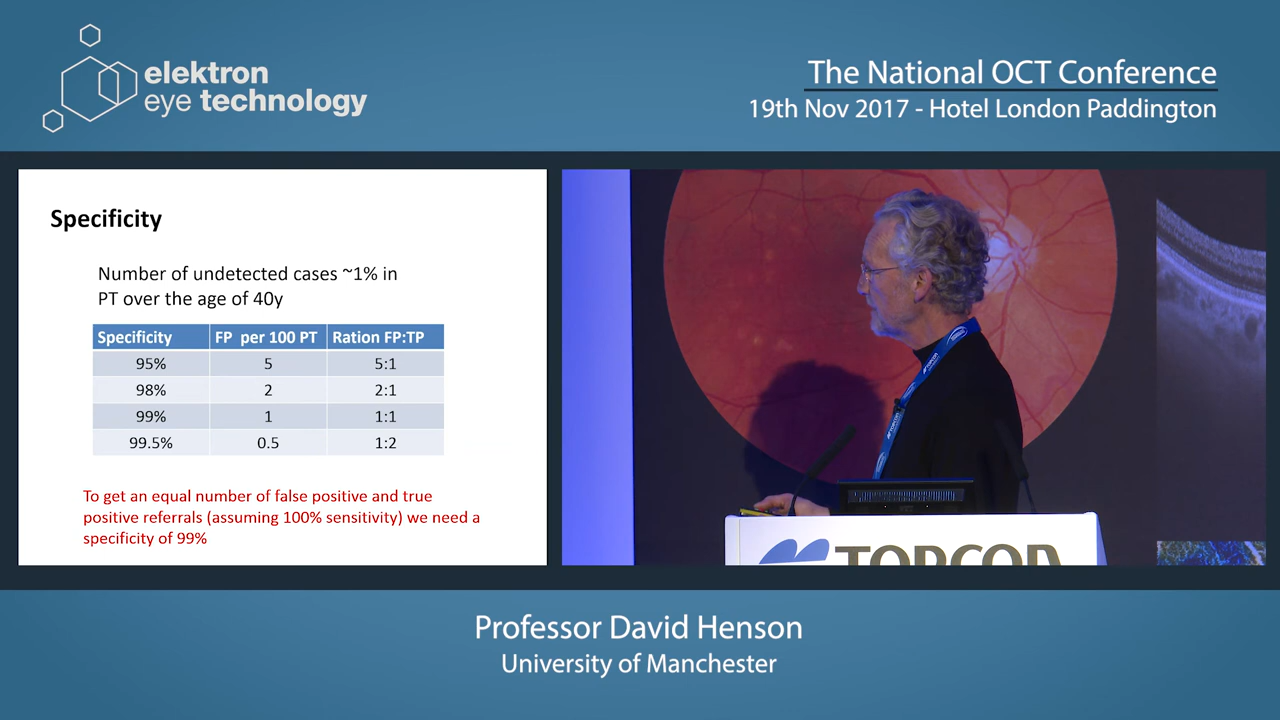 elektron
eye technology
The National OCT Conference
19th Nov 2017 - Hotel London Paddington
Specificity
Number of undetected cases ~1% in
PT over the age of 40y
Specificity FP per 100 PT Ration FP:TP
95% 5 5:1
98% 2 2:1
99% 1 1:1
99.5% 0.5 1:2
To get an equal number of false positive and true
positive referrals (assuming 100% sensitivity) we need a
specificity of 99%
TOPCON
TOPCON
TOPCON
Professor David Henson
University of Manchester